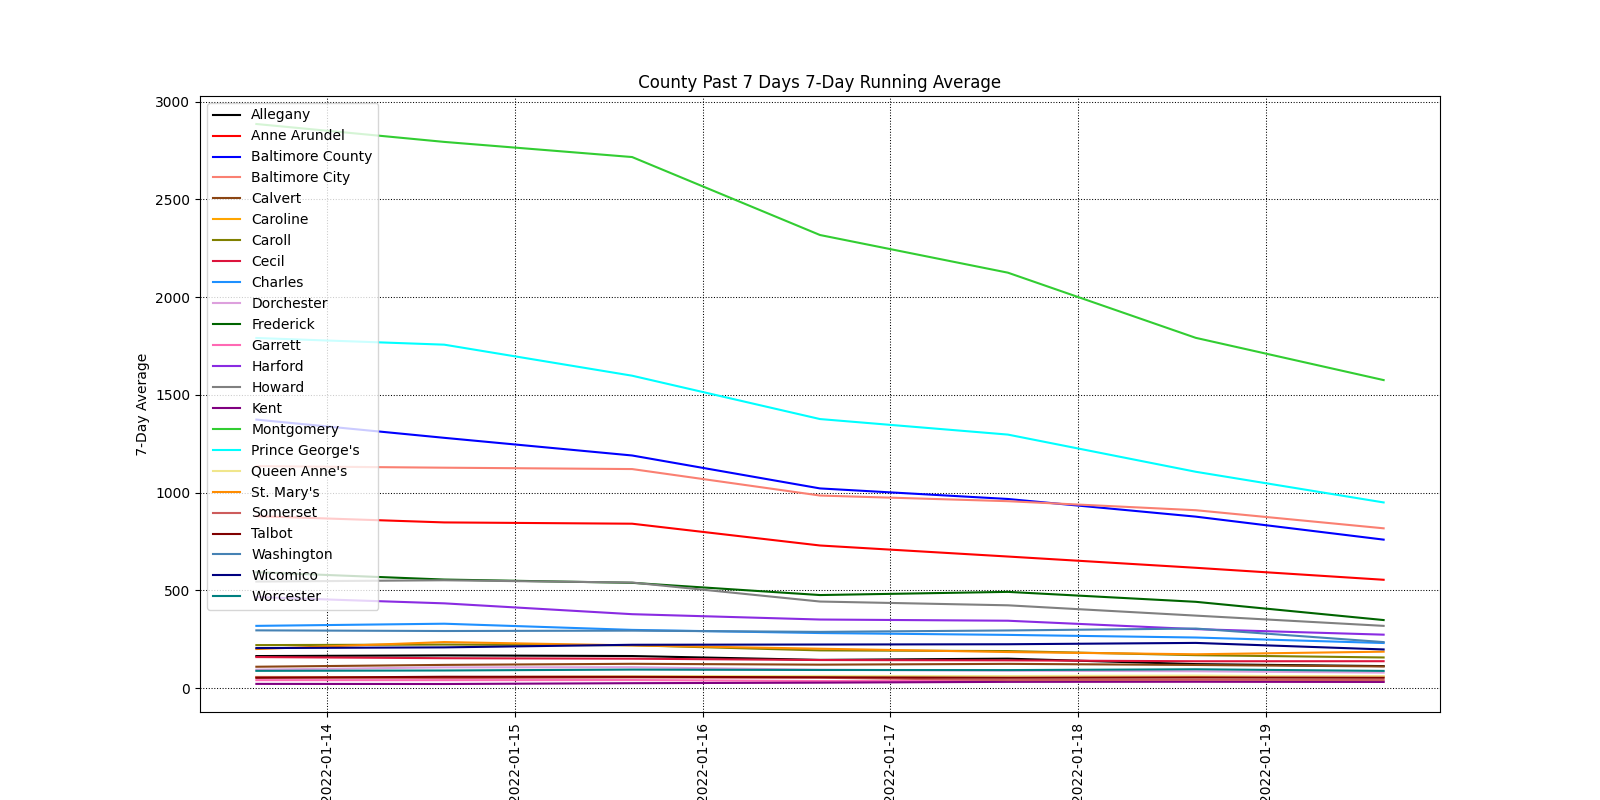 County Past 7 Days 7-Day Running Average
7-Day Average
3000
2500
2000
1500
1000
500
0
Allegany
Anne Arundel
Baltimore County
Baltimore City
Calvert
Caroline
Caroll
Cecil
Charles
Dorchester
Frederick
Garrett
Harford
Howard
Kent
Montgomery
Prince George's
Queen Anne's
St. Mary's
Somerset
Talbot
Washington
Wicomico
Worcester
2022-01-14
2022-01-15
2022-01-16
2022-01-17
2022-01-18
2022-01-19